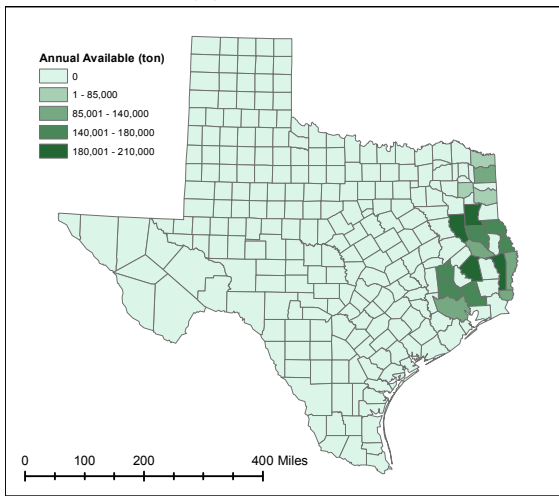 Annual Available (ton)
0
1 - 85,000
85,001 - 140,000
140,001 - 180,000
180,001 - 210,000
0 100 200 400 Miles